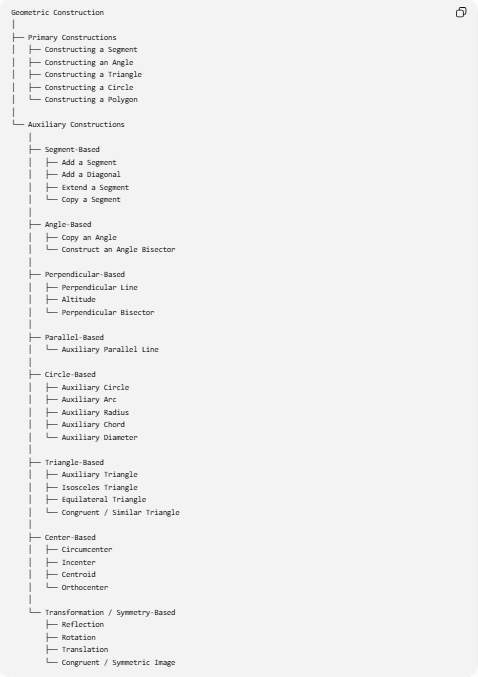 Geometric Construction
│
├── Primary Constructions
│   ├── Constructing a Segment
│   ├── Constructing an Angle
│   ├── Constructing a Triangle
│   ├── Constructing a Circle
│   └── Constructing a Polygon
│
└── Auxiliary Constructions
    │
    ├── Segment-Based
    │   ├── Add a Segment
    │   ├── Add a Diagonal
    │   ├── Extend a Segment
    │   └── Copy a Segment
    │
    ├── Angle-Based
    │   ├── Copy an Angle
    │   └── Construct an Angle Bisector
    │
    ├── Perpendicular-Based
    │   ├── Perpendicular Line
    │   ├── Altitude
    │   └── Perpendicular Bisector
    │
    ├── Parallel-Based
    │   └── Auxiliary Parallel Line
    │
    ├── Circle-Based
    │   ├── Auxiliary Circle
    │   ├── Auxiliary Arc
    │   ├── Auxiliary Radius
    │   ├── Auxiliary Chord
    │   └── Auxiliary Diameter
    │
    ├── Triangle-Based
    │   ├── Auxiliary Triangle
    │   ├── Isosceles Triangle
    │   ├── Equilateral Triangle
    │   └── Congruent / Similar Triangle
    │
    ├── Center-Based
    │   ├── Circumcenter
    │   ├── Incenter
    │   ├── Centroid
    │   └── Orthocenter
    │
    └── Transformation / Symmetry-Based
        ├── Reflection
        ├── Rotation
        ├── Translation
        └── Congruent / Symmetric Image